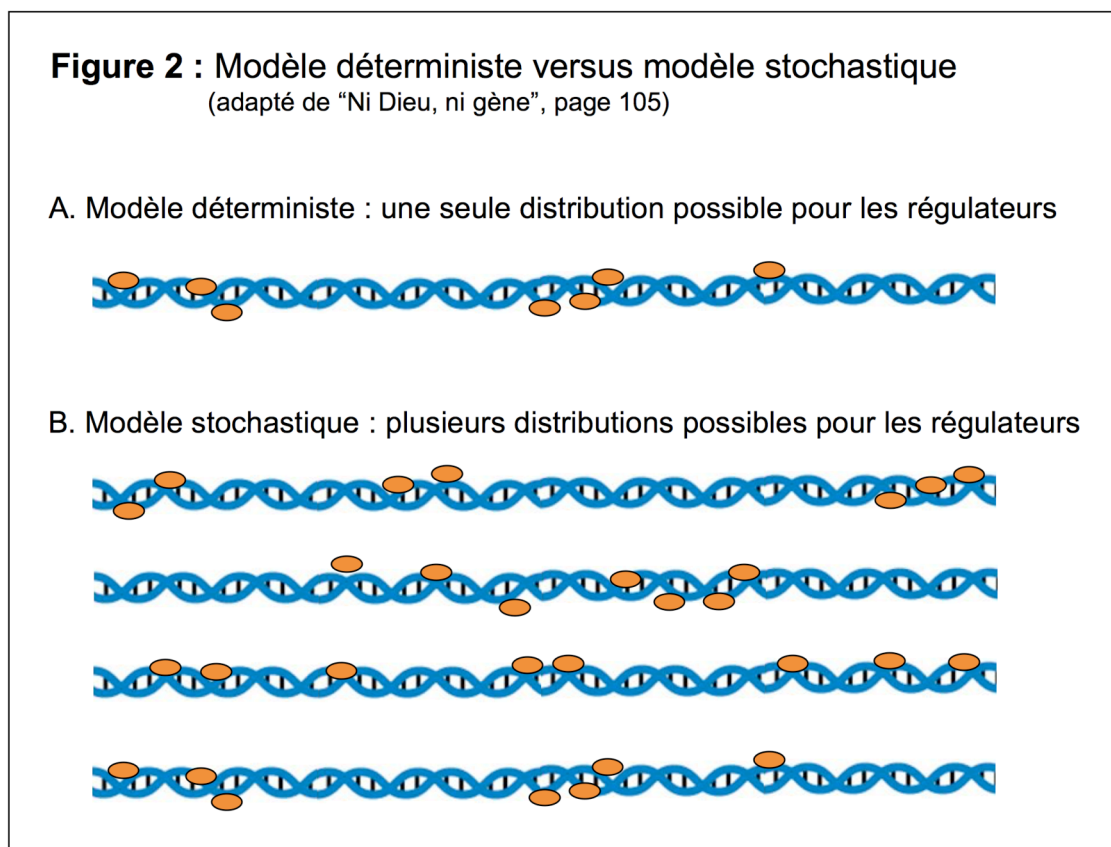 Figure 2 : Modèle déterministe versus modèle stochastique
(adapté de “Ni Dieu, ni gène”, page 105)
A. Modèle déterministe : une seule distribution possible pour les régulateurs
B. Modèle stochastique : plusieurs distributions possibles pour les régulateurs